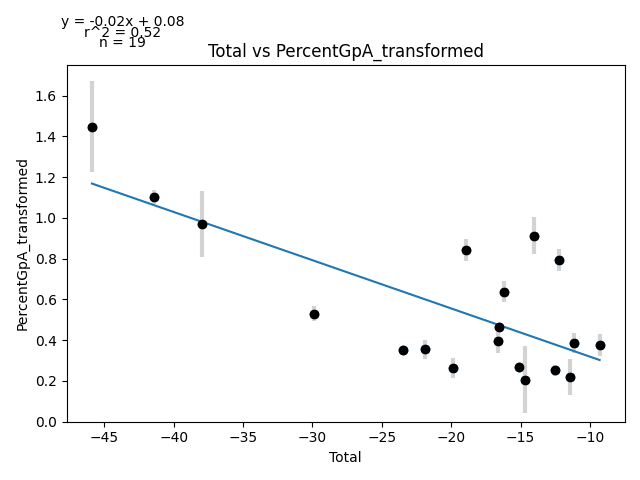 y = -0.02x + 0.08
r^2 = 0.52
n = 19
Total vs PercentGpA_transformed
PercentGpA_transformed
1.6
1.4
1.2
1.0
0.8
0.6
0.4
0.2
0.0
−45 −40 −35 −30 −25 −20 −15 −10
Total